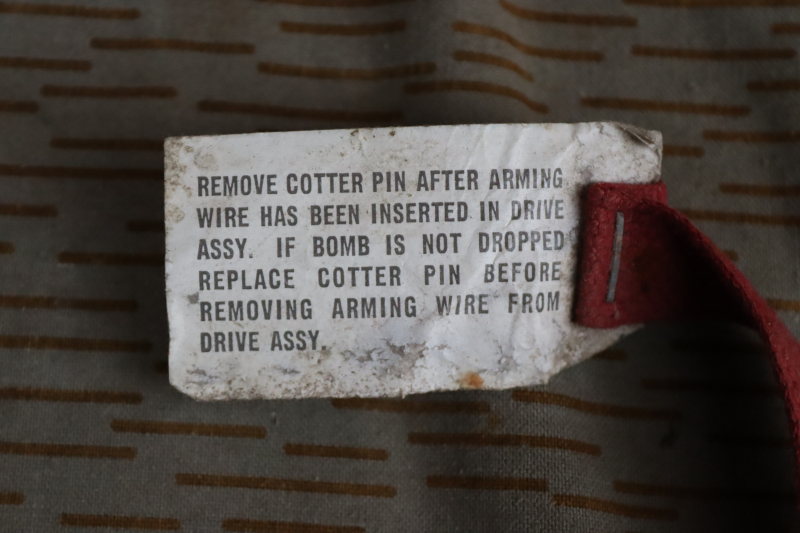 REMOVE COTTER PIN AFTER ARMING
WIRE HAS BEEN INSERTED IN DRIVE
ASSY. IF BOMB IS NOT DROPPED
REPLACE COTTER PIN BEFORE
REMOVING ARMING WIRE FROM
DRIVE ASSY.